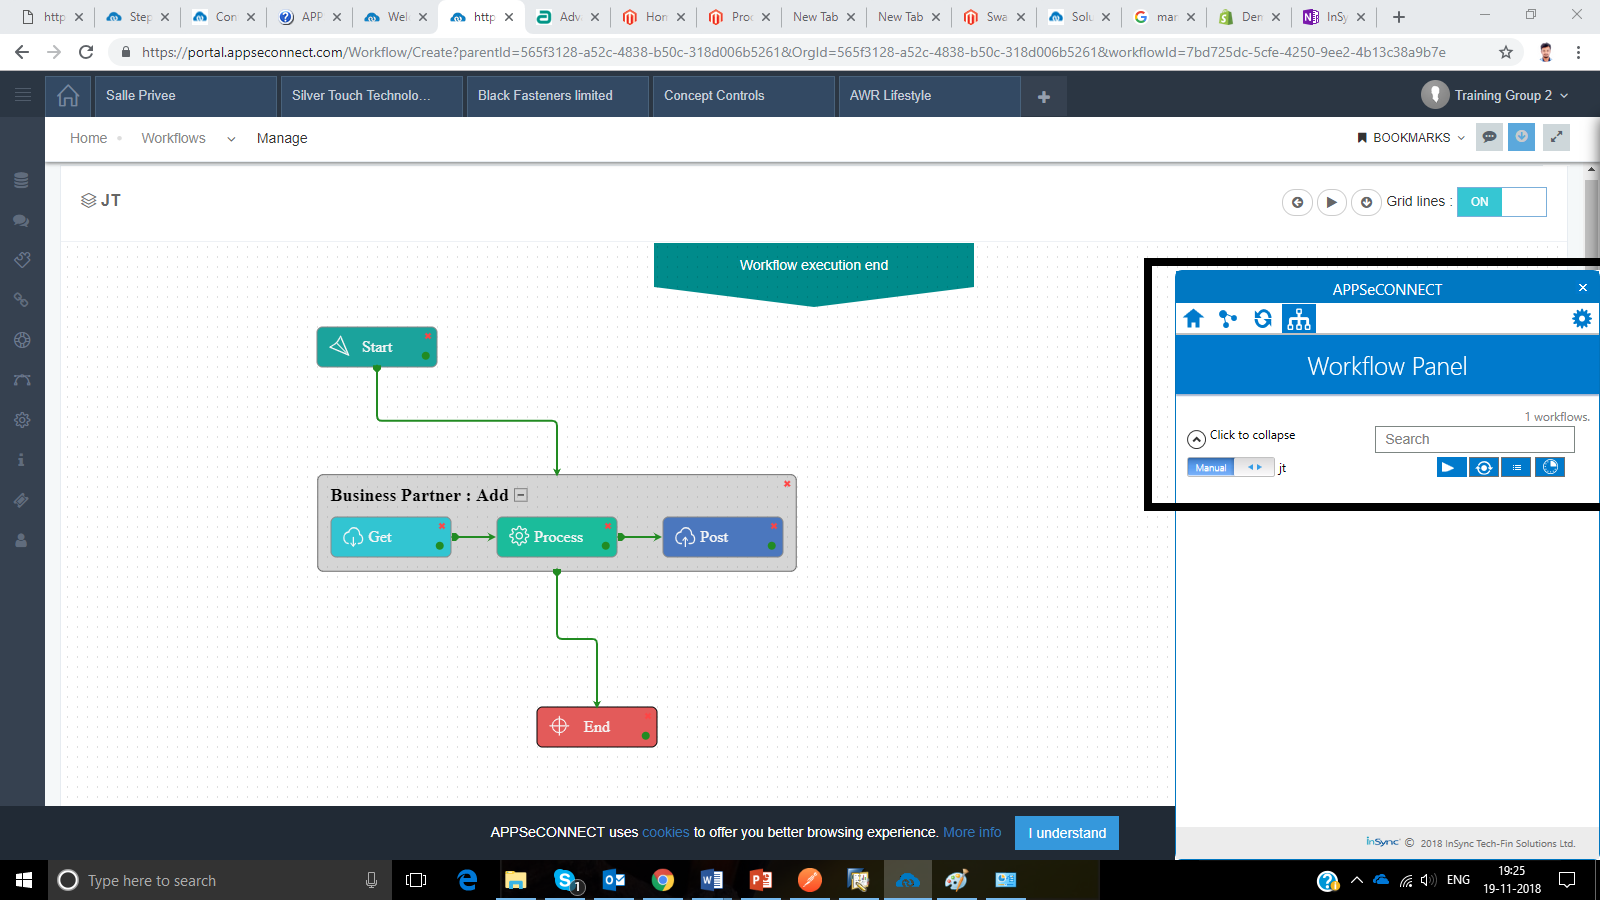 http
Step
Con
APP
Wel
http
Adv
Hon
Proc
New Tab
New Tab
Swa
Solu
mar
Den
InSy
https://portal.appseconnect.com/Workflow/Create?parentId=565f3128-a52c-4838-b50c-318d006b5261&OrgId=565f3128-a52c-4838-b50c-318d006b5261&workflowId=7bd725dc-5cfe-4250-9ee2-4b13c38a9b7e
Salle Privee
Silver Touch Technolo...
Black Fasteners limited
Concept Controls
AWR Lifestyle
Training Group 2
Home
Workflows
Manage
BOOKMARKS
JT
Grid lines :
ON
Workflow execution end
Start
Business Partner : Add
Get
Process
Post
End
APPSeCONNECT
Workflow Panel
1 workflows.
Click to collapse
Search
Manual
jt
APPSeCONNECT uses cookies to offer you better browsing experience. More info
I understand
InSync © 2018 InSync Tech-Fin Solutions Ltd.
Type here to search
1
ENG
19:25
19-11-2018